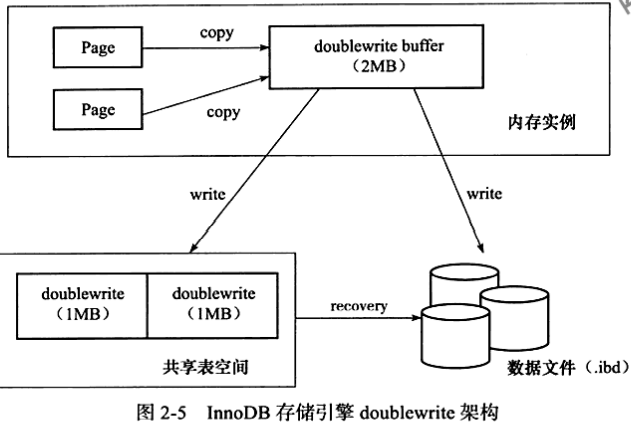 Page
copy
doublewrite buffer
（2MB）
Page
copy
内存实例
write
write
doublewrite
（1MB）
doublewrite
（1MB）
recovery
共享表空间
数据文件（.ibd）
图 2-5 InnoDB 存储引擎 doublewrite 架构